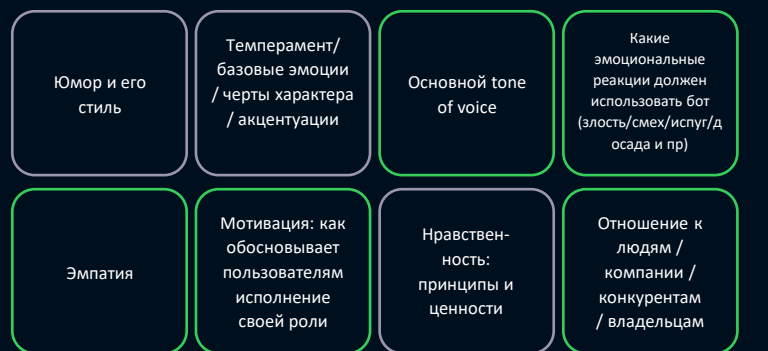 Юмор и его
стиль
Темперамент/
базовые эмоции
/ черты характера
/ акцентуации
Основной tone
of voice
Какие
эмоциональные
реакции должен
использовать бот
(злость/смех/испуг/д
осада и пр)
Эмпатия
Мотивация: как
обосновывает
пользователям
исполнение
своей роли
Нравствен-
ность:
принципы и
ценности
Отношение к
людям /
компании /
конкурентам
/ владельцам